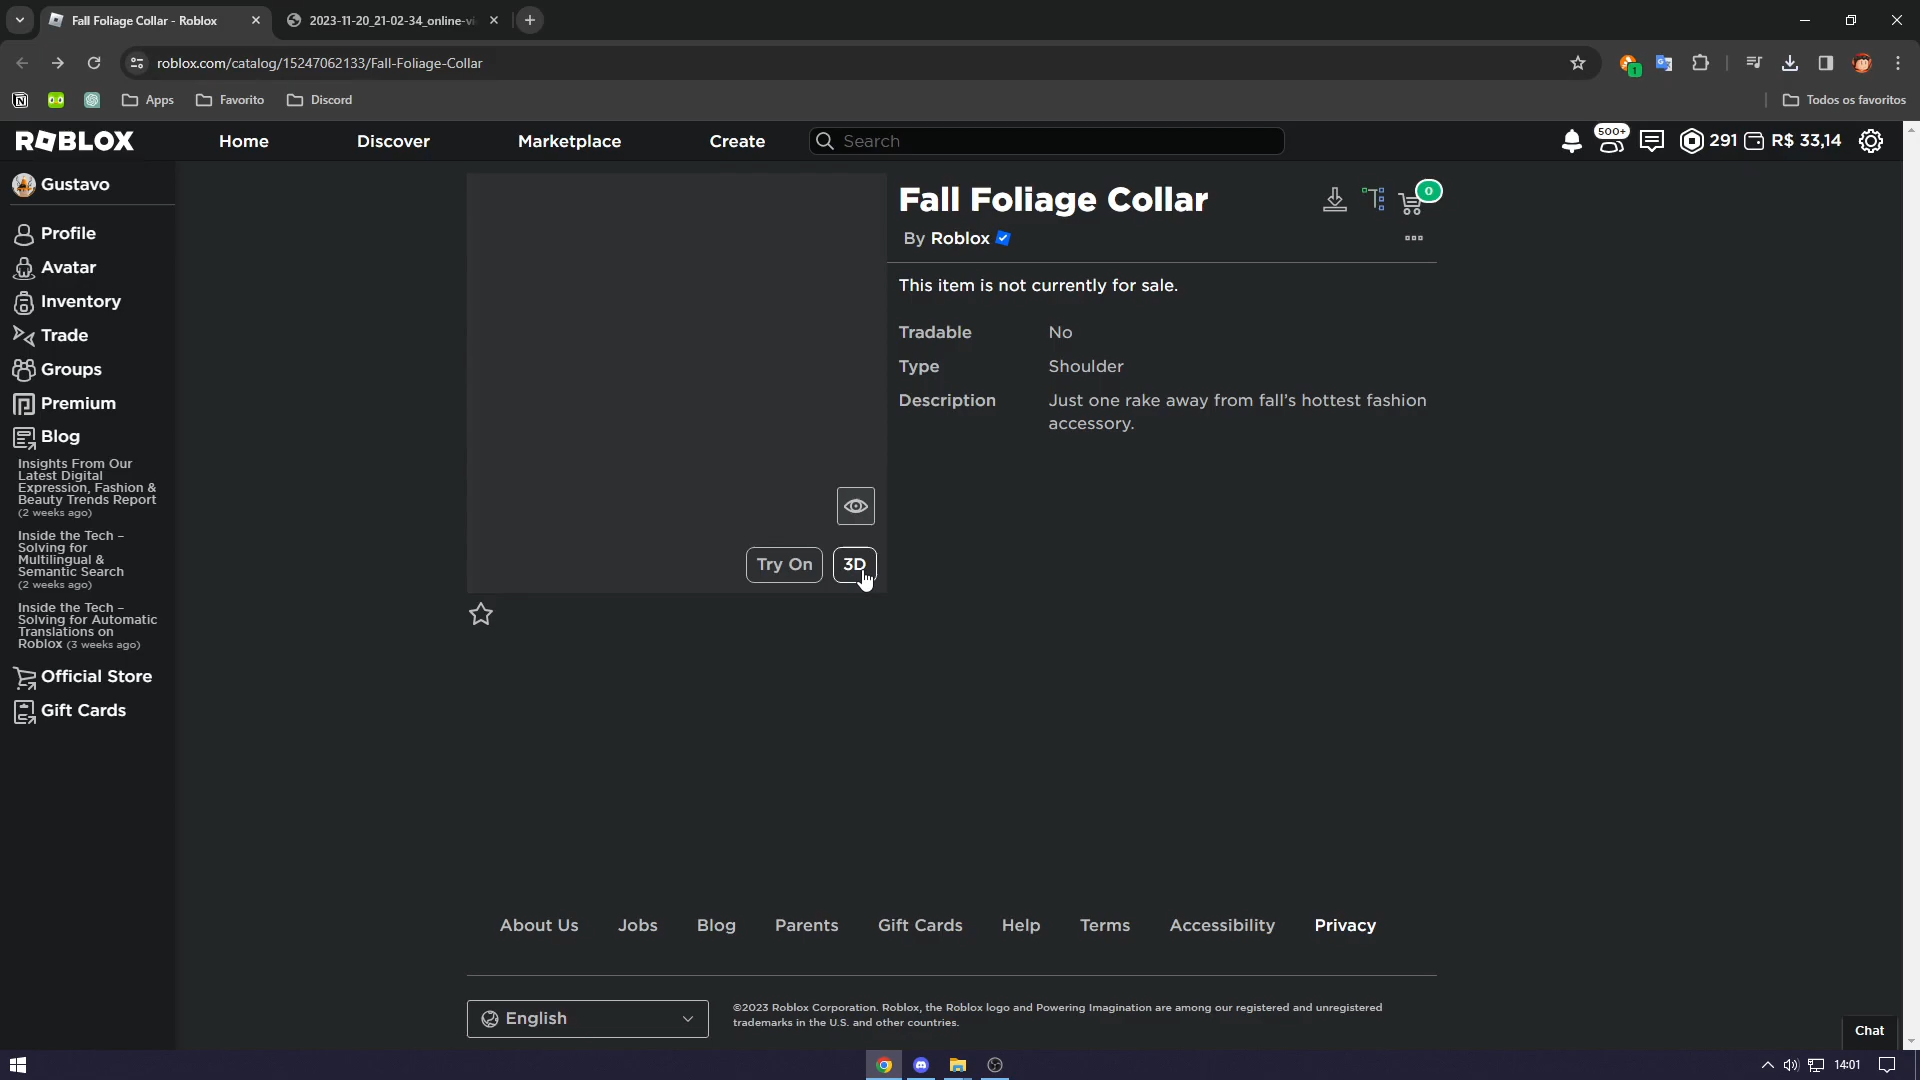 Fall Foliage Collar - Roblox
2023-11-20_21-02-34_online-vi
roblox.com/catalog/15247062133/Fall-Foliage-Collar
1
Apps
Favorito
Discord
Todos os favoritos
ROBLOX
Home
Discover
Marketplace
Create
Search
500+
291
R$ 33,14
Gustavo
Profile
Avatar
Inventory
Trade
Groups
Premium
Blog
Insights From Our
Latest Digital
Expression, Fashion &
Beauty Trends Report
(2 weeks ago)
Inside the Tech –
Solving for
Multilingual &
Semantic Search
(2 weeks ago)
Inside the Tech –
Solving for Automatic
Translations on
Roblox (3 weeks ago)
Official Store
Gift Cards
Try On
3D
Fall Foliage Collar
0
By Roblox
This item is not currently for sale.
Tradable No
Type Shoulder
Description Just one rake away from fall's hottest fashion
accessory.
About Us Jobs Blog Parents Gift Cards Help Terms Accessibility Privacy
English
©2023 Roblox Corporation. Roblox, the Roblox logo and Powering Imagination are among our registered and unregistered
trademarks in the U.S. and other countries.
Chat
14:01